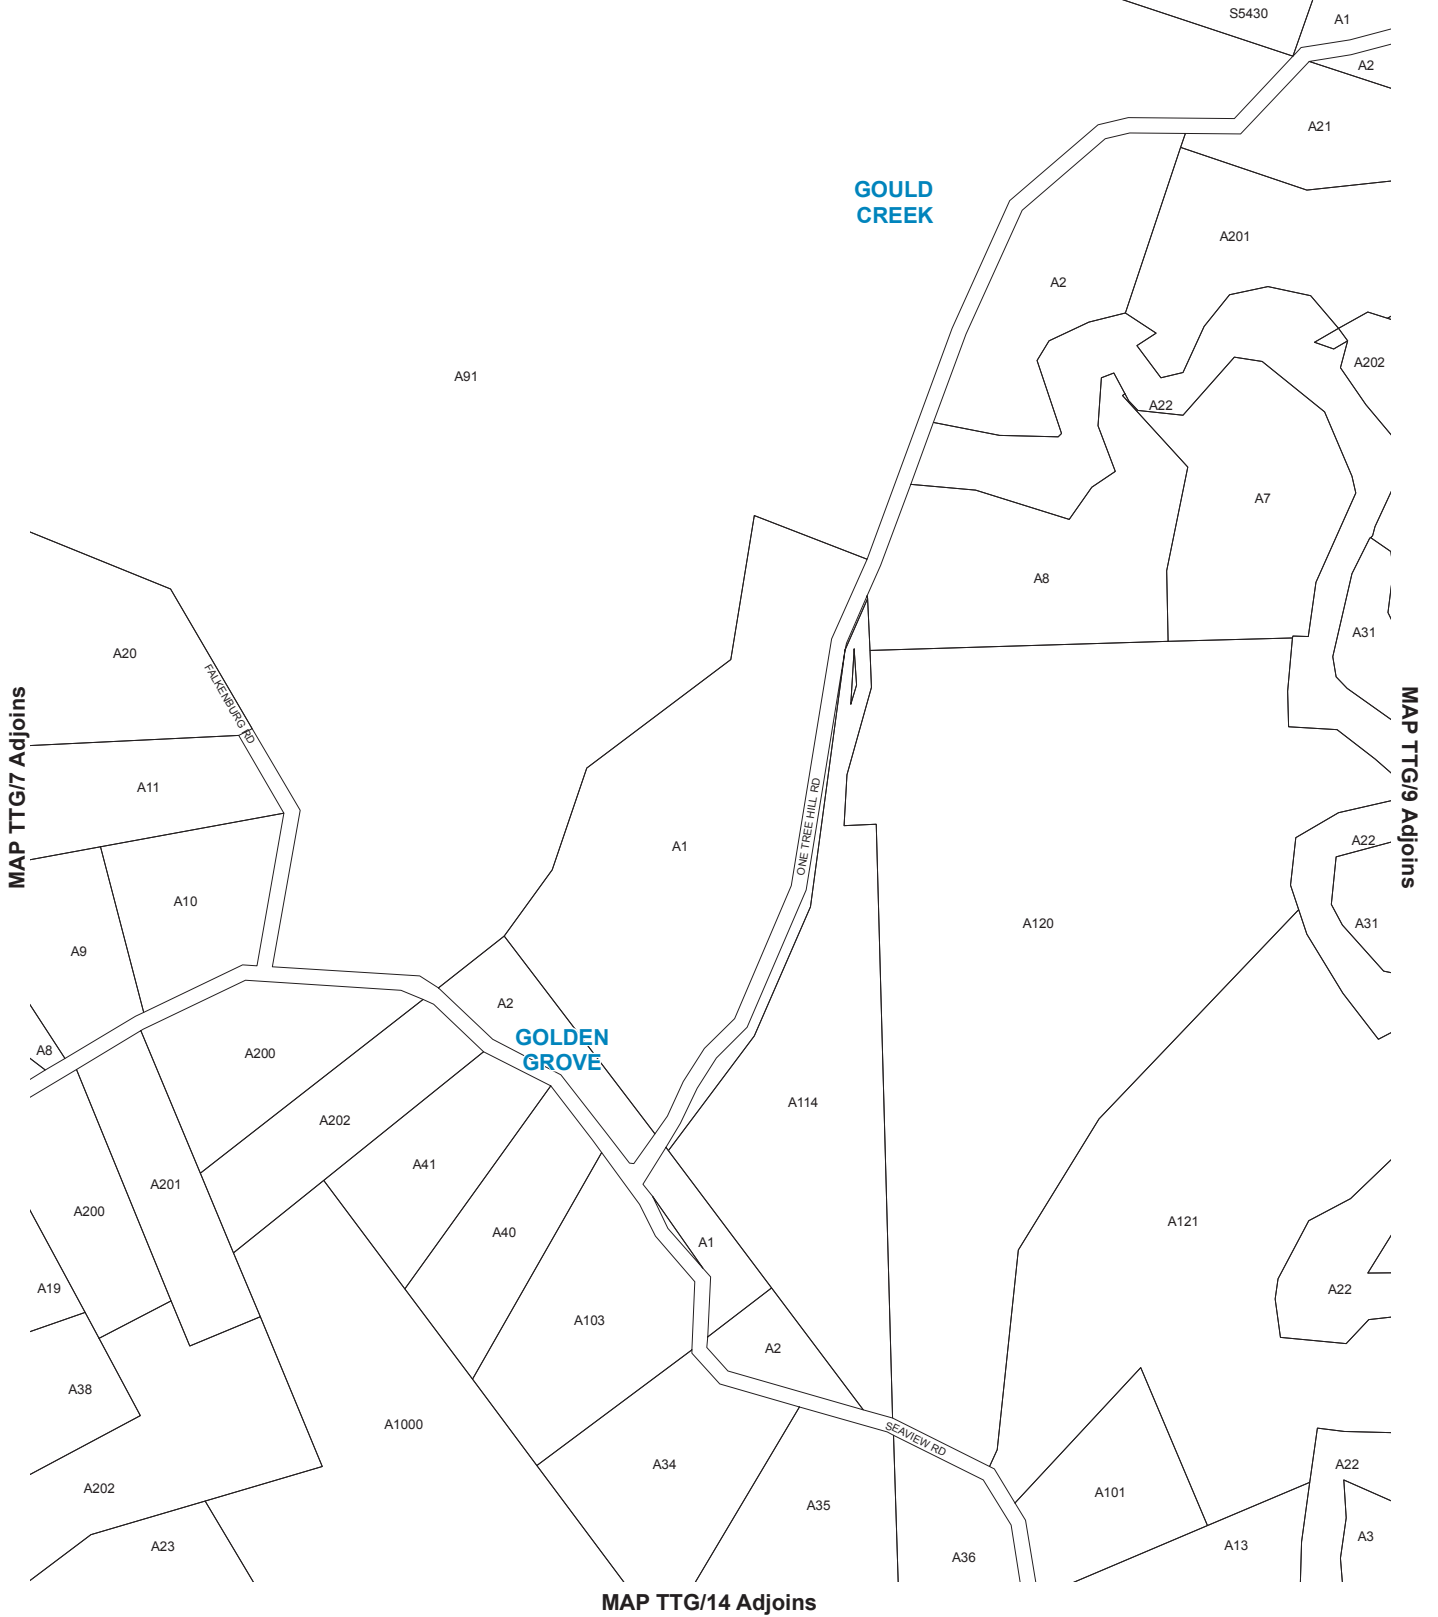 S5430
A1
A2
A21
GOULD
CREEK
A201
A2
A202
A91
A22
A7
A8
A31
A20
FALKENBURG RD
MAP TTG/7 Adjoins
MAP TTG/9 Adjoins
A11
ONE TREE HILL RD
A1
A22
A10
A120
A31
A9
A2
GOLDEN
GROVE
A8
A200
A114
A202
A41
A201
A200
A40
A1
A121
A19
A22
A103
A2
A38
A1000
SEAVIEW RD
A34
A22
A202
A101
A35
A3
A23
A13
A36
MAP TTG/14 Adjoins